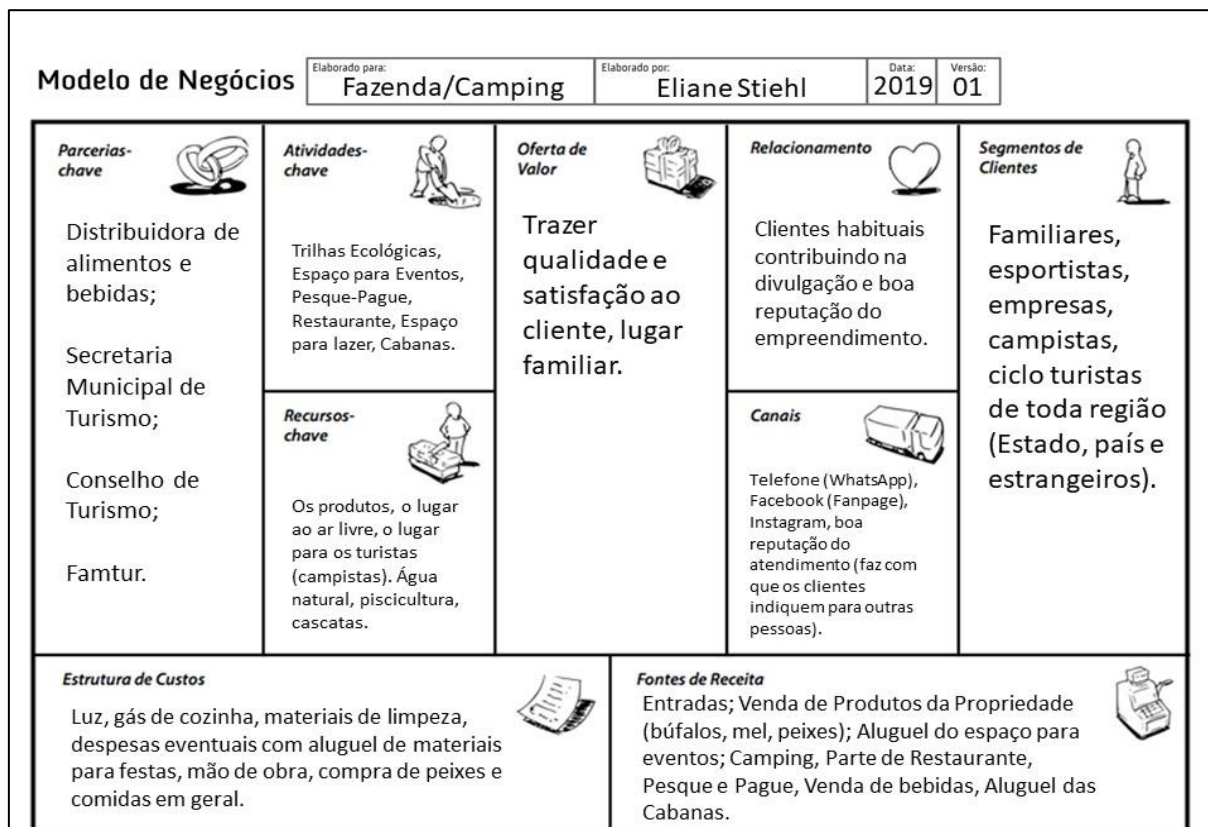 Modelo de Negócios
Elaborado para:
Fazenda/Camping
Elaborado por:
Eliane Stiehl
Data:
2019
Versão:
01
Parcerias-
chave
Distribuidora de
alimentos e
bebidas;
Secretaria
Municipal de
Turismo;
Conselho de
Turismo;
Famtur.
Atividades-
chave
Trilhas Ecológicas,
Espaço para Eventos,
Pesque-Pague,
Restaurante, Espaço
para lazer, Cabanas.
Recursos-
chave
Os produtos, o lugar
ao ar livre, o lugar
para os turistas
(campistas). Água
natural, piscicultura,
cascatas.
Oferta de
Valor
Trazer
qualidade e
satisfação ao
cliente, lugar
familiar.
Relacionamento
Clientes habituais
contribuindo na
divulgação e boa
reputação do
empreendimento.
Canais
Telefone (WhatsApp),
Facebook (Fanpage),
Instagram, boa
reputação do
atendimento (faz com
que os clientes
indiquem para outras
pessoas).
Segmentos de
Clientes
Familiares,
esportistas,
empresas,
campistas,
ciclo turistas
de toda região
(Estado, país e
estrangeiros).
Estrutura de Custos
Luz, gás de cozinha, materiais de limpeza,
despesas eventuais com aluguel de materiais
para festas, mão de obra, compra de peixes e
comidas em geral.
Fontes de Receita
Entradas; Venda de Produtos da Propriedade
(búfalos, mel, peixes); Aluguel do espaço para
eventos; Camping, Parte de Restaurante,
Pesque e Pague, Venda de bebidas, Aluguel das
Cabanas.